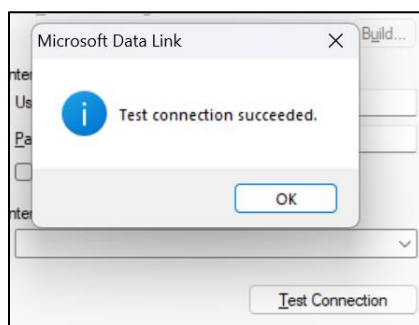 Build...
Microsoft Data Link
Test connection succeeded.
OK
Test Connection